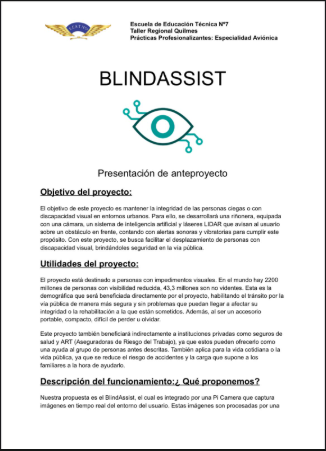 Escuela de Educación Técnica Nº7
Taller Regional Quilmes
Prácticas Profesionalizantes: Especialidad Aviónica
BLINDASSIST
Presentación de anteproyecto
Objetivo del proyecto:
El objetivo de este proyecto es mantener la integridad de las personas ciegas o con
discapacidad visual en entornos urbanos. Para ello, se desarrollará una riñonera, equipada
con una cámara, un sistema de inteligencia artificial y láseres LIDAR que avisan al usuario
sobre un obstáculo en frente, contando con alertas sonoras y vibratorias para cumplir este
propósito. Con este proyecto, se busca facilitar el desplazamiento de personas con
discapacidad visual, brindándoles seguridad en la vía pública.
Utilidades del proyecto:
El proyecto está destinado a personas con impedimentos visuales. En el mundo hay 2200
millones de personas con visibilidad reducida, 43,3 millones son no videntes. Esta es la
demográfica que será beneficiada directamente por el proyecto, habilitando el tránsito por la
vía pública de manera más segura y sin problemas que puedan llegar a afectar su
integridad o la rehabilitación a la que están sometidos. Además, al ser un accesorio
portable, compacto, difícil de perder u olvidar.
Este proyecto también beneficiará indirectamente a instituciones privadas como seguros de
salud y ART (Aseguradoras de Riesgo del Trabajo), ya que estos pueden ofrecerlo como
una ayuda al grupo de personas antes descritas. También aplica para la vida cotidiana o la
vida pública, ya que se reduce el riesgo de accidentes y la carga que supone a los
familiares a la hora de ayudarlo.
Descripción del funcionamiento:¿ Qué proponemos?
Nuestra propuesta es el BlindAssist, el cual es integrado por una Pi Camera que captura
imágenes en tiempo real del entorno del usuario. Estas imágenes son procesadas por una